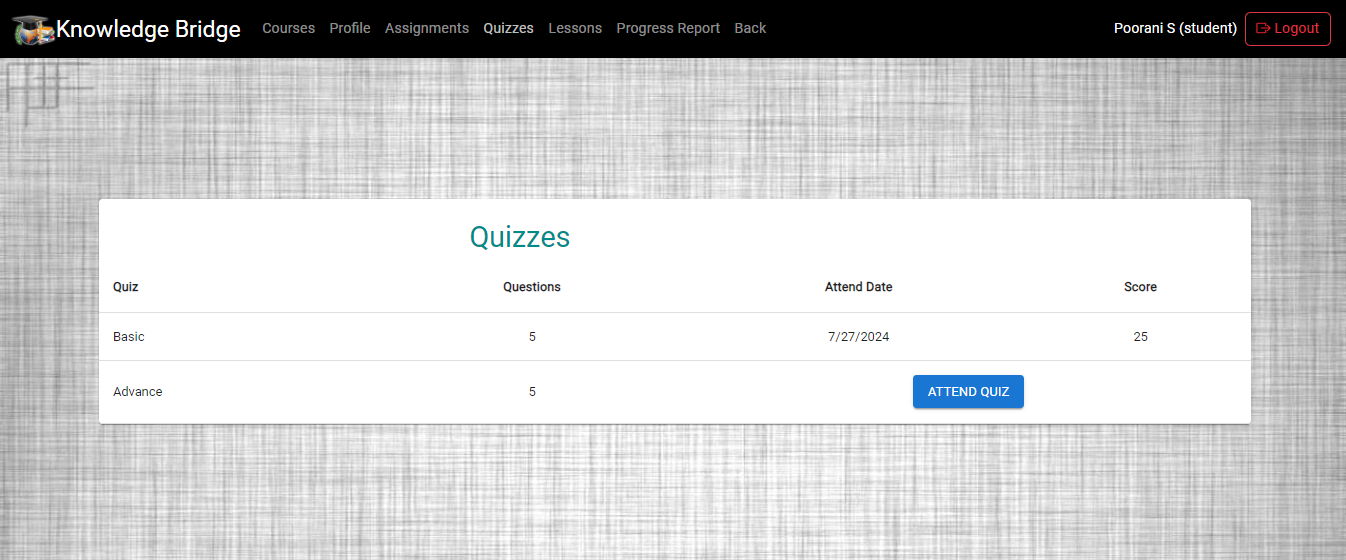 Knowledge Bridge Courses Profile Assignments Quizzes Lessons Progress Report Back Poorani S (student) Logout
Quizzes
Quiz Questions Attend Date Score
Basic 5 7/27/2024 25
Advance 5 ATTEND QUIZ